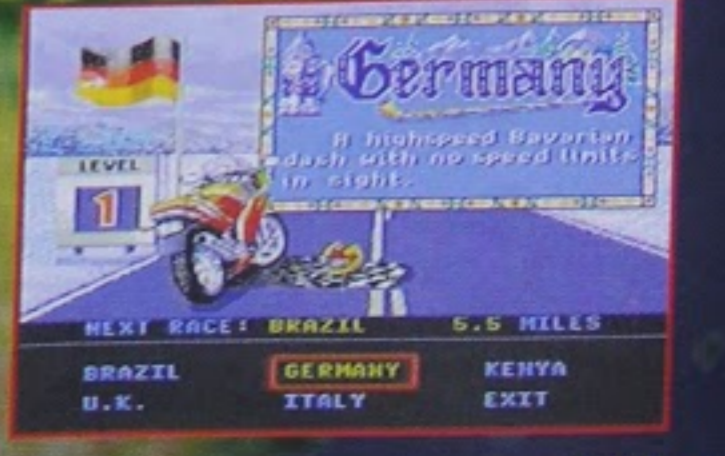 Germany
A highspeed Bavarian
dash with no speed limits
in sight.
LEVEL
1
NEXT RACE: BRAZIL 5.5 MILES
BRAZIL GERMANY KENYA
U.K. ITALY EXIT